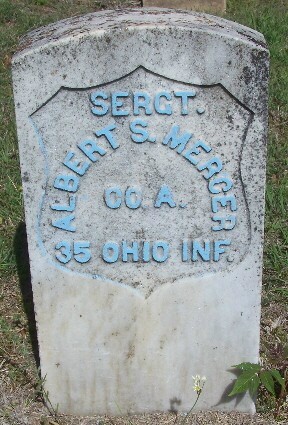 SERGT.
ALBERT S. MERCER
CO A.
35 OHIO INF.